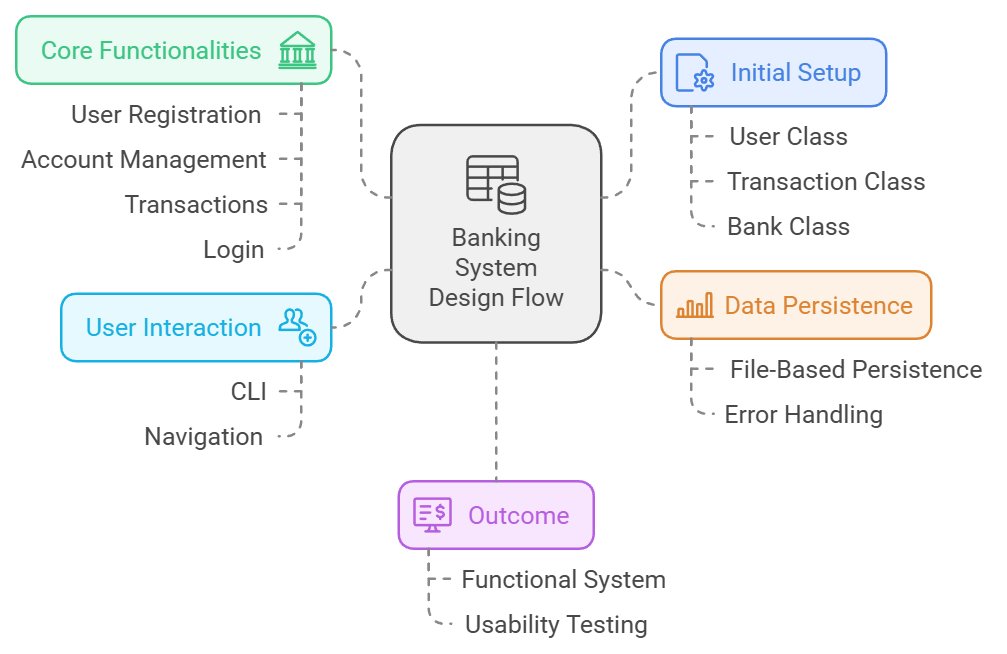 Core Functionalities
User Registration
Account Management
Transactions
Login
User Interaction
CLI
Navigation
Banking
System
Design Flow
Initial Setup
User Class
Transaction Class
Bank Class
Data Persistence
File-Based Persistence
Error Handling
Outcome
$
Functional System
Usability Testing